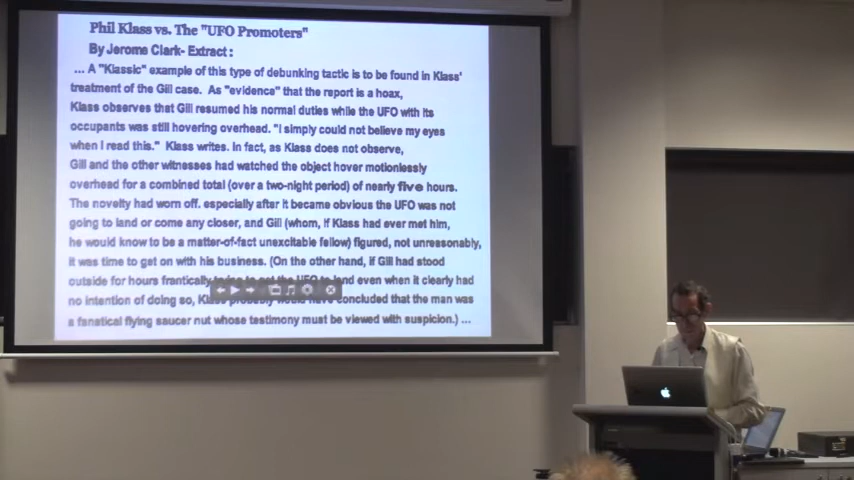 Phil Klass vs. The "UFO Promoters"
By Jerome Clark- Extract :
... A "Klassic" example of this type of debunking tactic is to be found in Klass'
treatment of the Gill case. As "evidence" that the report is a hoax,
Klass observes that Gill resumed his normal duties while the UFO with its
occupants was still hovering overhead. "I simply could not believe my eyes
when I read this." Klass writes. In fact, as Klass does not observe,
Gill and the other witnesses had watched the object hover motionlessly
overhead for a combined total (over a two-night period) of nearly five hours.
The novelty had worn off. especially after it became obvious the UFO was not
going to land or come any closer, and Gill (whom, if Klass had ever met him,
he would know to be a matter-of-fact unexcitable fellow) figured, not unreasonably,
it was time to get on with his business. (On the other hand, if Gill had stood
outside for hours frantically trying to get the UFO to land even when it clearly had
no intention of doing so, Klass probably would have concluded that the man was
a fanatical flying saucer nut whose testimony must be viewed with suspicion.) ...